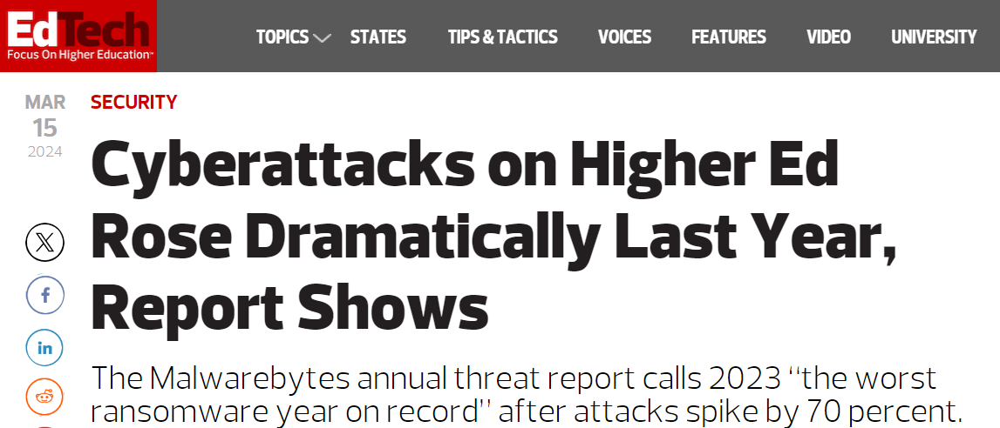 EdTech
Focus On Higher Education™
TOPICS STATES TIPS & TACTICS VOICES FEATURES VIDEO UNIVERSITY
MAR
15
2024
SECURITY
Cyberattacks on Higher Ed
Rose Dramatically Last Year,
Report Shows
X
f
in
The Malwarebytes annual threat report calls 2023 “the worst
ransomware year on record” after attacks spike by 70 percent.